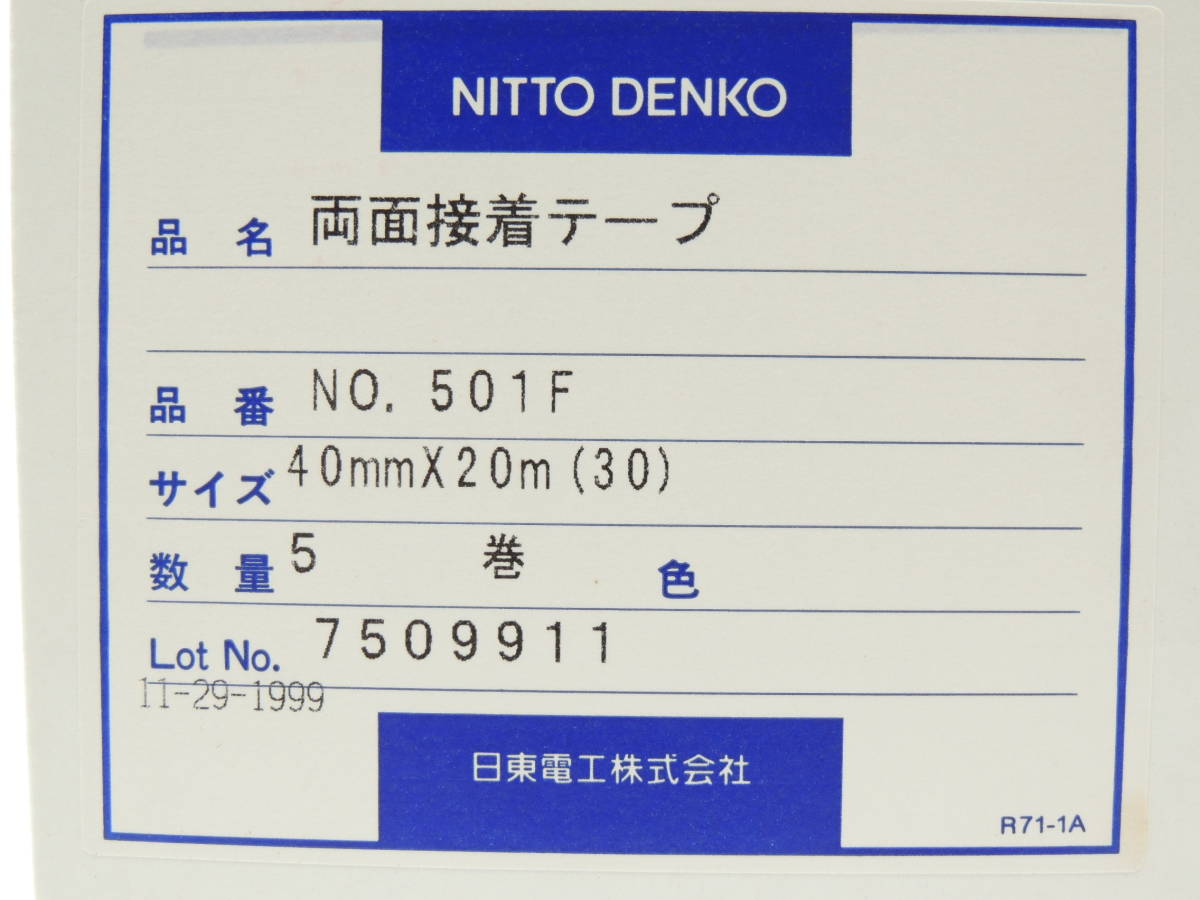 NITTO DENKO
品 名 両面接着テープ
品 番 NO. 501F
サイズ 40mmX20m(30)
数 量 5 巻 色
Lot No. 7509911
11-29-1999
日東電工株式会社
R71-1A